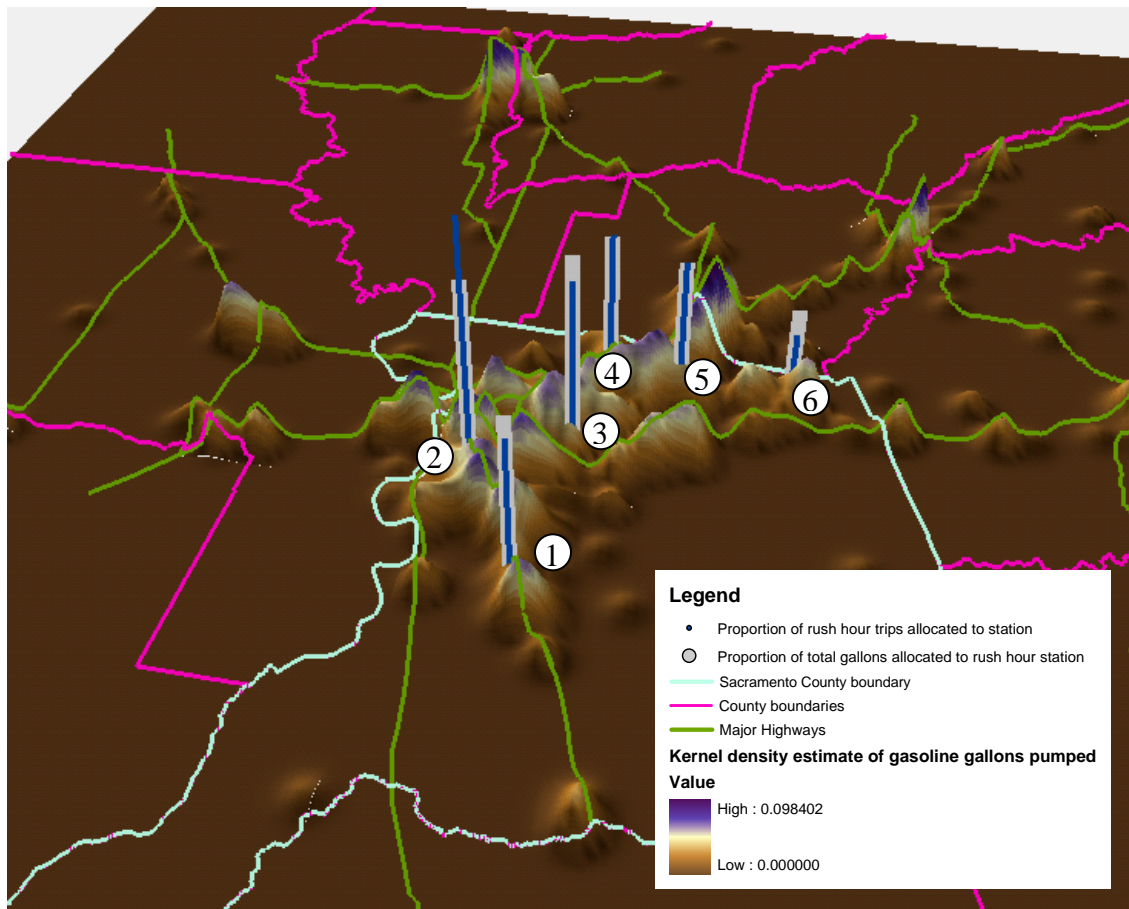 4
5
6
3
2
1
Legend
Proportion of rush hour trips allocated to station
Proportion of total gallons allocated to rush hour station
Sacramento County boundary
County boundaries
Major Highways
Kernel density estimate of gasoline gallons pumped
Value
High : 0.098402
Low : 0.000000